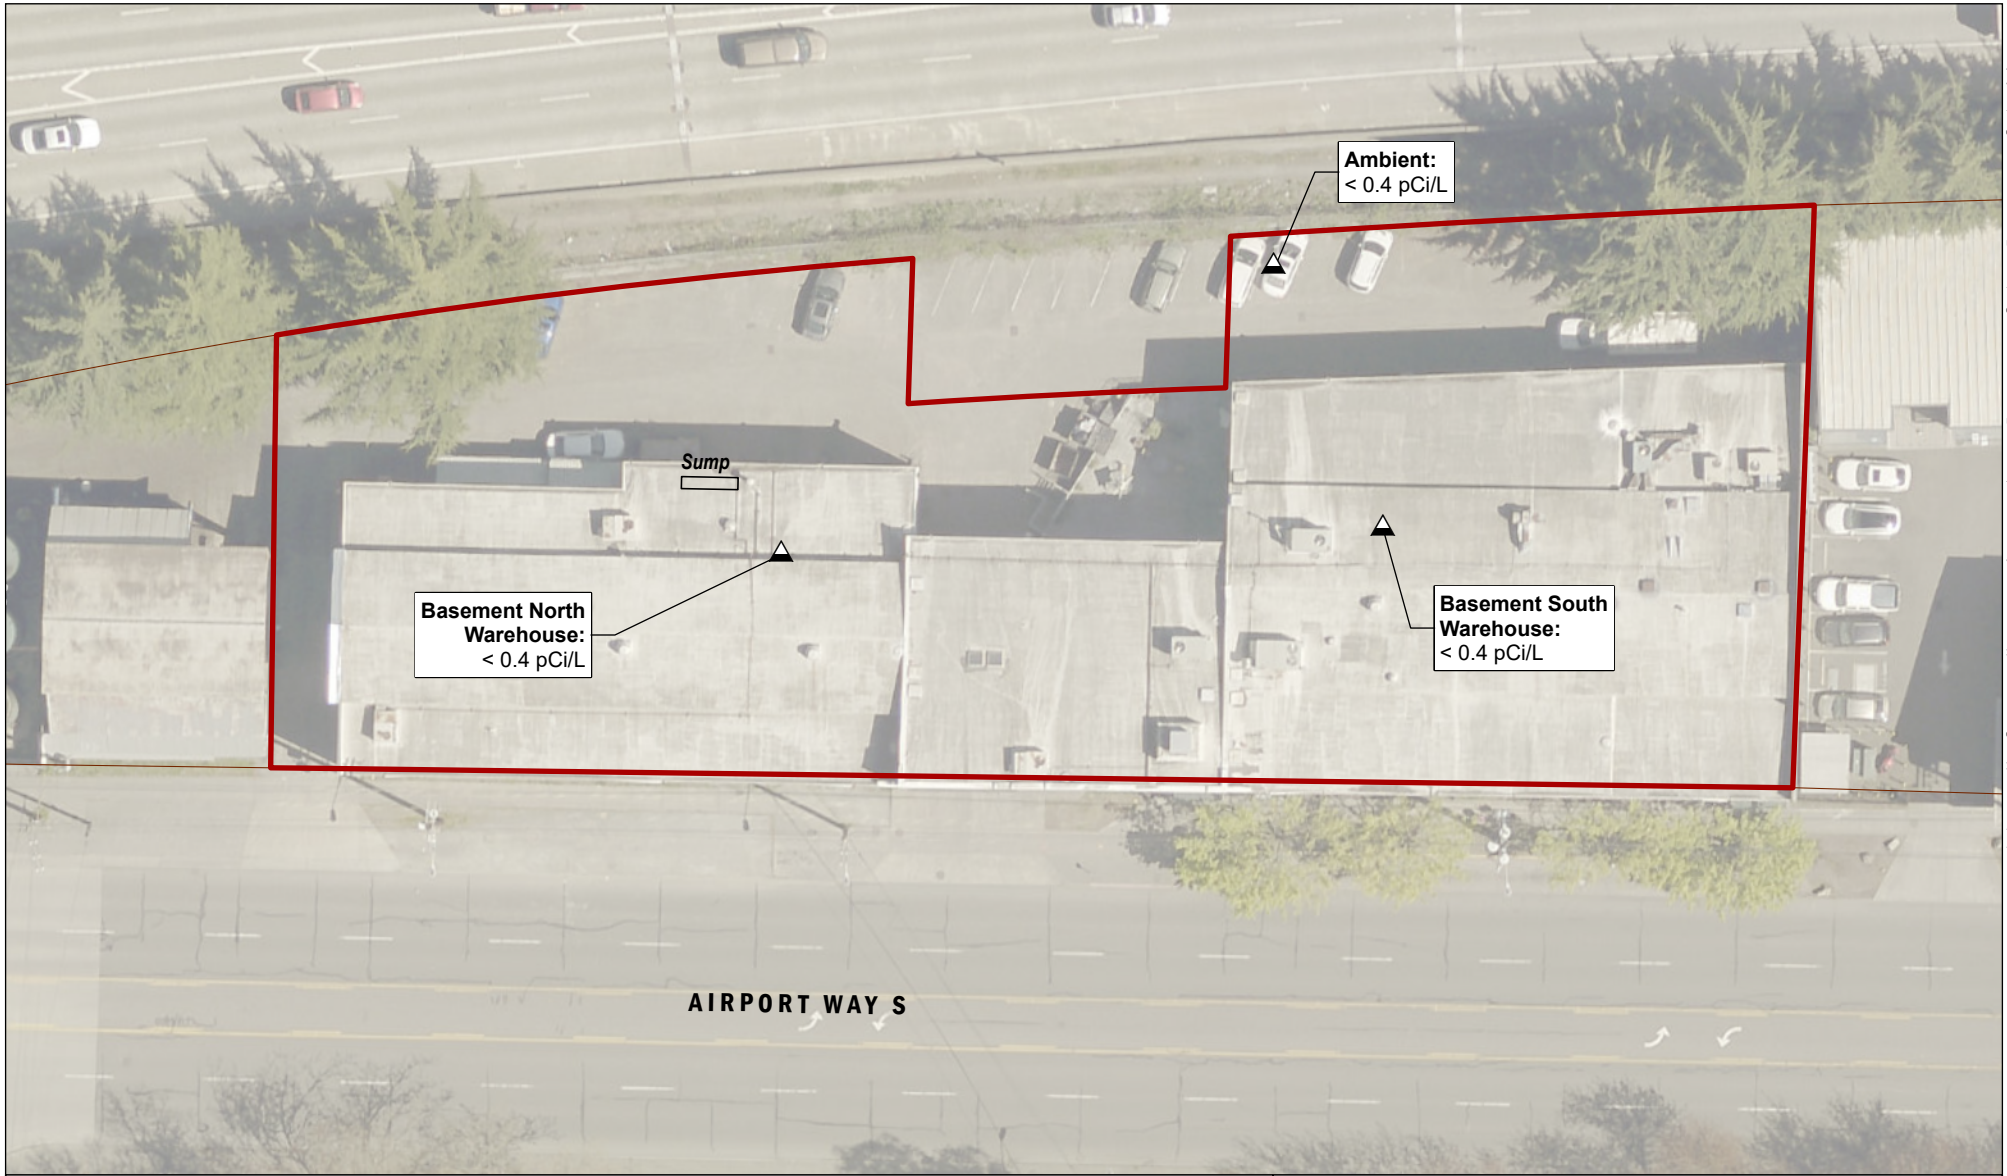 Ambient:
< 0.4 pCi/L
Sump
Basement North
Warehouse:
< 0.4 pCi/L
Basement South
Warehouse:
< 0.4 pCi/L
AIRPORT WAY S